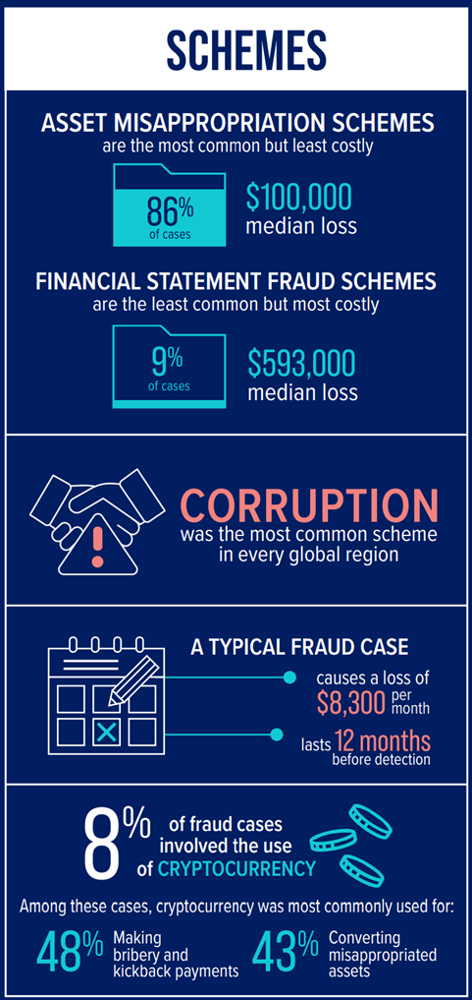 SCHEMES
ASSET MISAPPROPRIATION SCHEMES
are the most common but least costly
86%
of cases
$100,000
median loss
FINANCIAL STATEMENT FRAUD SCHEMES
are the least common but most costly
9%
of cases
$593,000
median loss
CORRUPTION
was the most common scheme
in every global region
A TYPICAL FRAUD CASE
causes a loss of
$8,300 per month
lasts 12 months
before detection
8%
of fraud cases
involved the use
of CRYPTOCURRENCY
Among these cases, cryptocurrency was most commonly used for:
48%
Making
bribery and
kickback payments
43%
Converting
misappropriated
assets